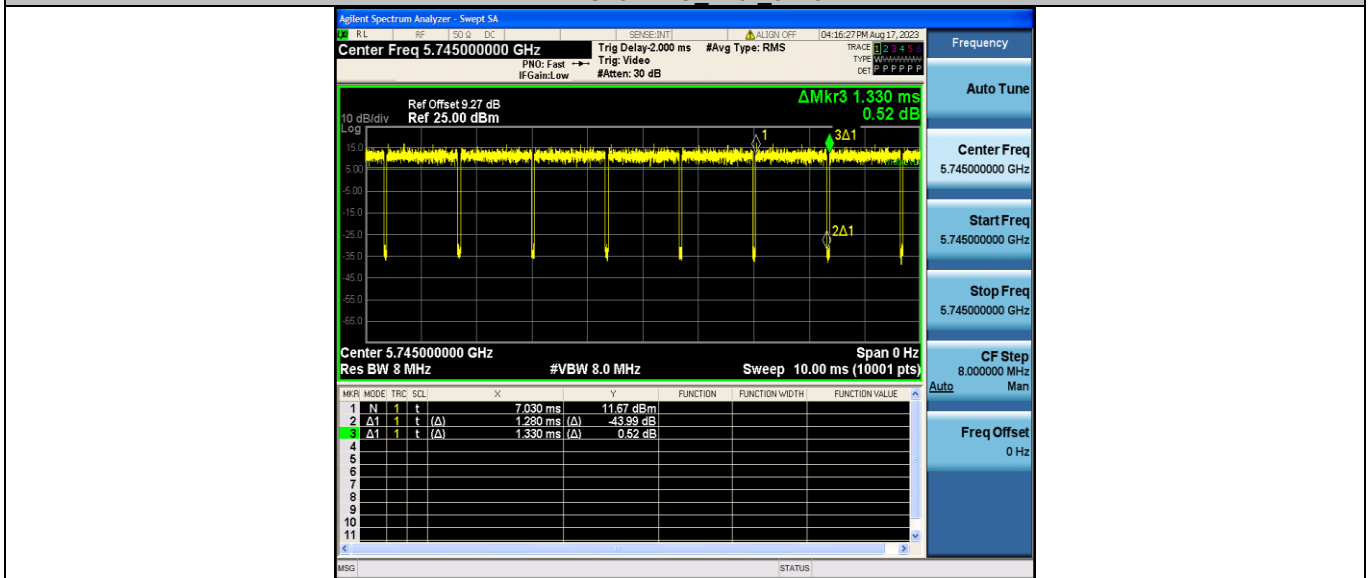 Agilent Spectrum Analyzer - Swept SA
RL RF 50 Ω DC SENSE:INT ALIGN OFF 04:16:27 PM Aug 17, 2023
Center Freq 5.745000000 GHz Trig Delay-2.000 ms #Avg Type: RMS TRACE 1 2 3 4 5 6
PNO: Fast Trig: Video TYPE
IFGain:Low #Atten: 30 dB DET P P P P P P
Frequency
Auto Tune
Center Freq
5.745000000 GHz
Start Freq
5.745000000 GHz
Stop Freq
5.745000000 GHz
CF Step
8.000000 MHz
Auto Man
Freq Offset
0 Hz
ΔMkr3 1.330 ms
0.52 dB
Ref Offset 9.27 dB
10 dB/div Ref 25.00 dBm
Log
15.0
5.00
-5.00
-15.0
-25.0
-35.0
-45.0
-55.0
-65.0
1
3Δ1
2Δ1
Center 5.745000000 GHz Span 0 Hz
Res BW 8 MHz #VBW 8.0 MHz Sweep 10.00 ms (10001 pts)
MKR MODE TRC SCL X Y FUNCTION FUNCTION WIDTH FUNCTION VALUE
1 N 1 t 7.030 ms 11.67 dBm
2 Δ1 1 t (Δ) 1.280 ms (Δ) -43.99 dB
3 Δ1 1 t (Δ) 1.330 ms (Δ) 0.52 dB
4
5
6
7
8
9
10
11
MSG STATUS